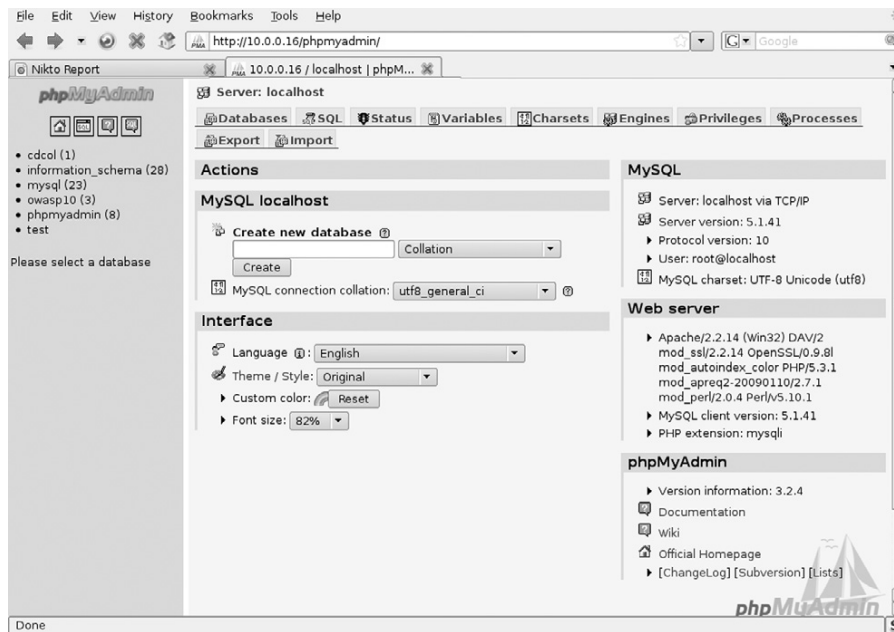 File Edit View History Bookmarks Tools Help
http://10.0.0.16/phpmyadmin/
G Google
Nikto Report
10.0.0.16 / localhost | phpM...
phpMyAdmin
cdcol (1)
information_schema (28)
mysql (23)
owasp10 (3)
phpmyadmin (8)
test
Please select a database
Server: localhost
Databases SQL Status Variables Charsets Engines Privileges Processes
Export Import
Actions
MySQL localhost
Create new database
Collation
Create
MySQL connection collation: utf8_general_ci
Interface
Language : English
Theme / Style: Original
Custom color: Reset
Font size: 82%
MySQL
Server: localhost via TCP/IP
Server version: 5.1.41
Protocol version: 10
User: root@localhost
MySQL charset: UTF-8 Unicode (utf8)
Web server
Apache/2.2.14 (Win32) DAV/2
mod_ssl/2.2.14 OpenSSL/0.9.8l
mod_autoindex_color PHP/5.3.1
mod_apreq2-20090110/2.7.1
mod_perl/2.0.4 Perl/v5.10.1
MySQL client version: 5.1.41
PHP extension: mysqli
phpMyAdmin
Version information: 3.2.4
Documentation
Wiki
Official Homepage
[ChangeLog] [Subversion] [Lists]
phpMyAdmin
Done